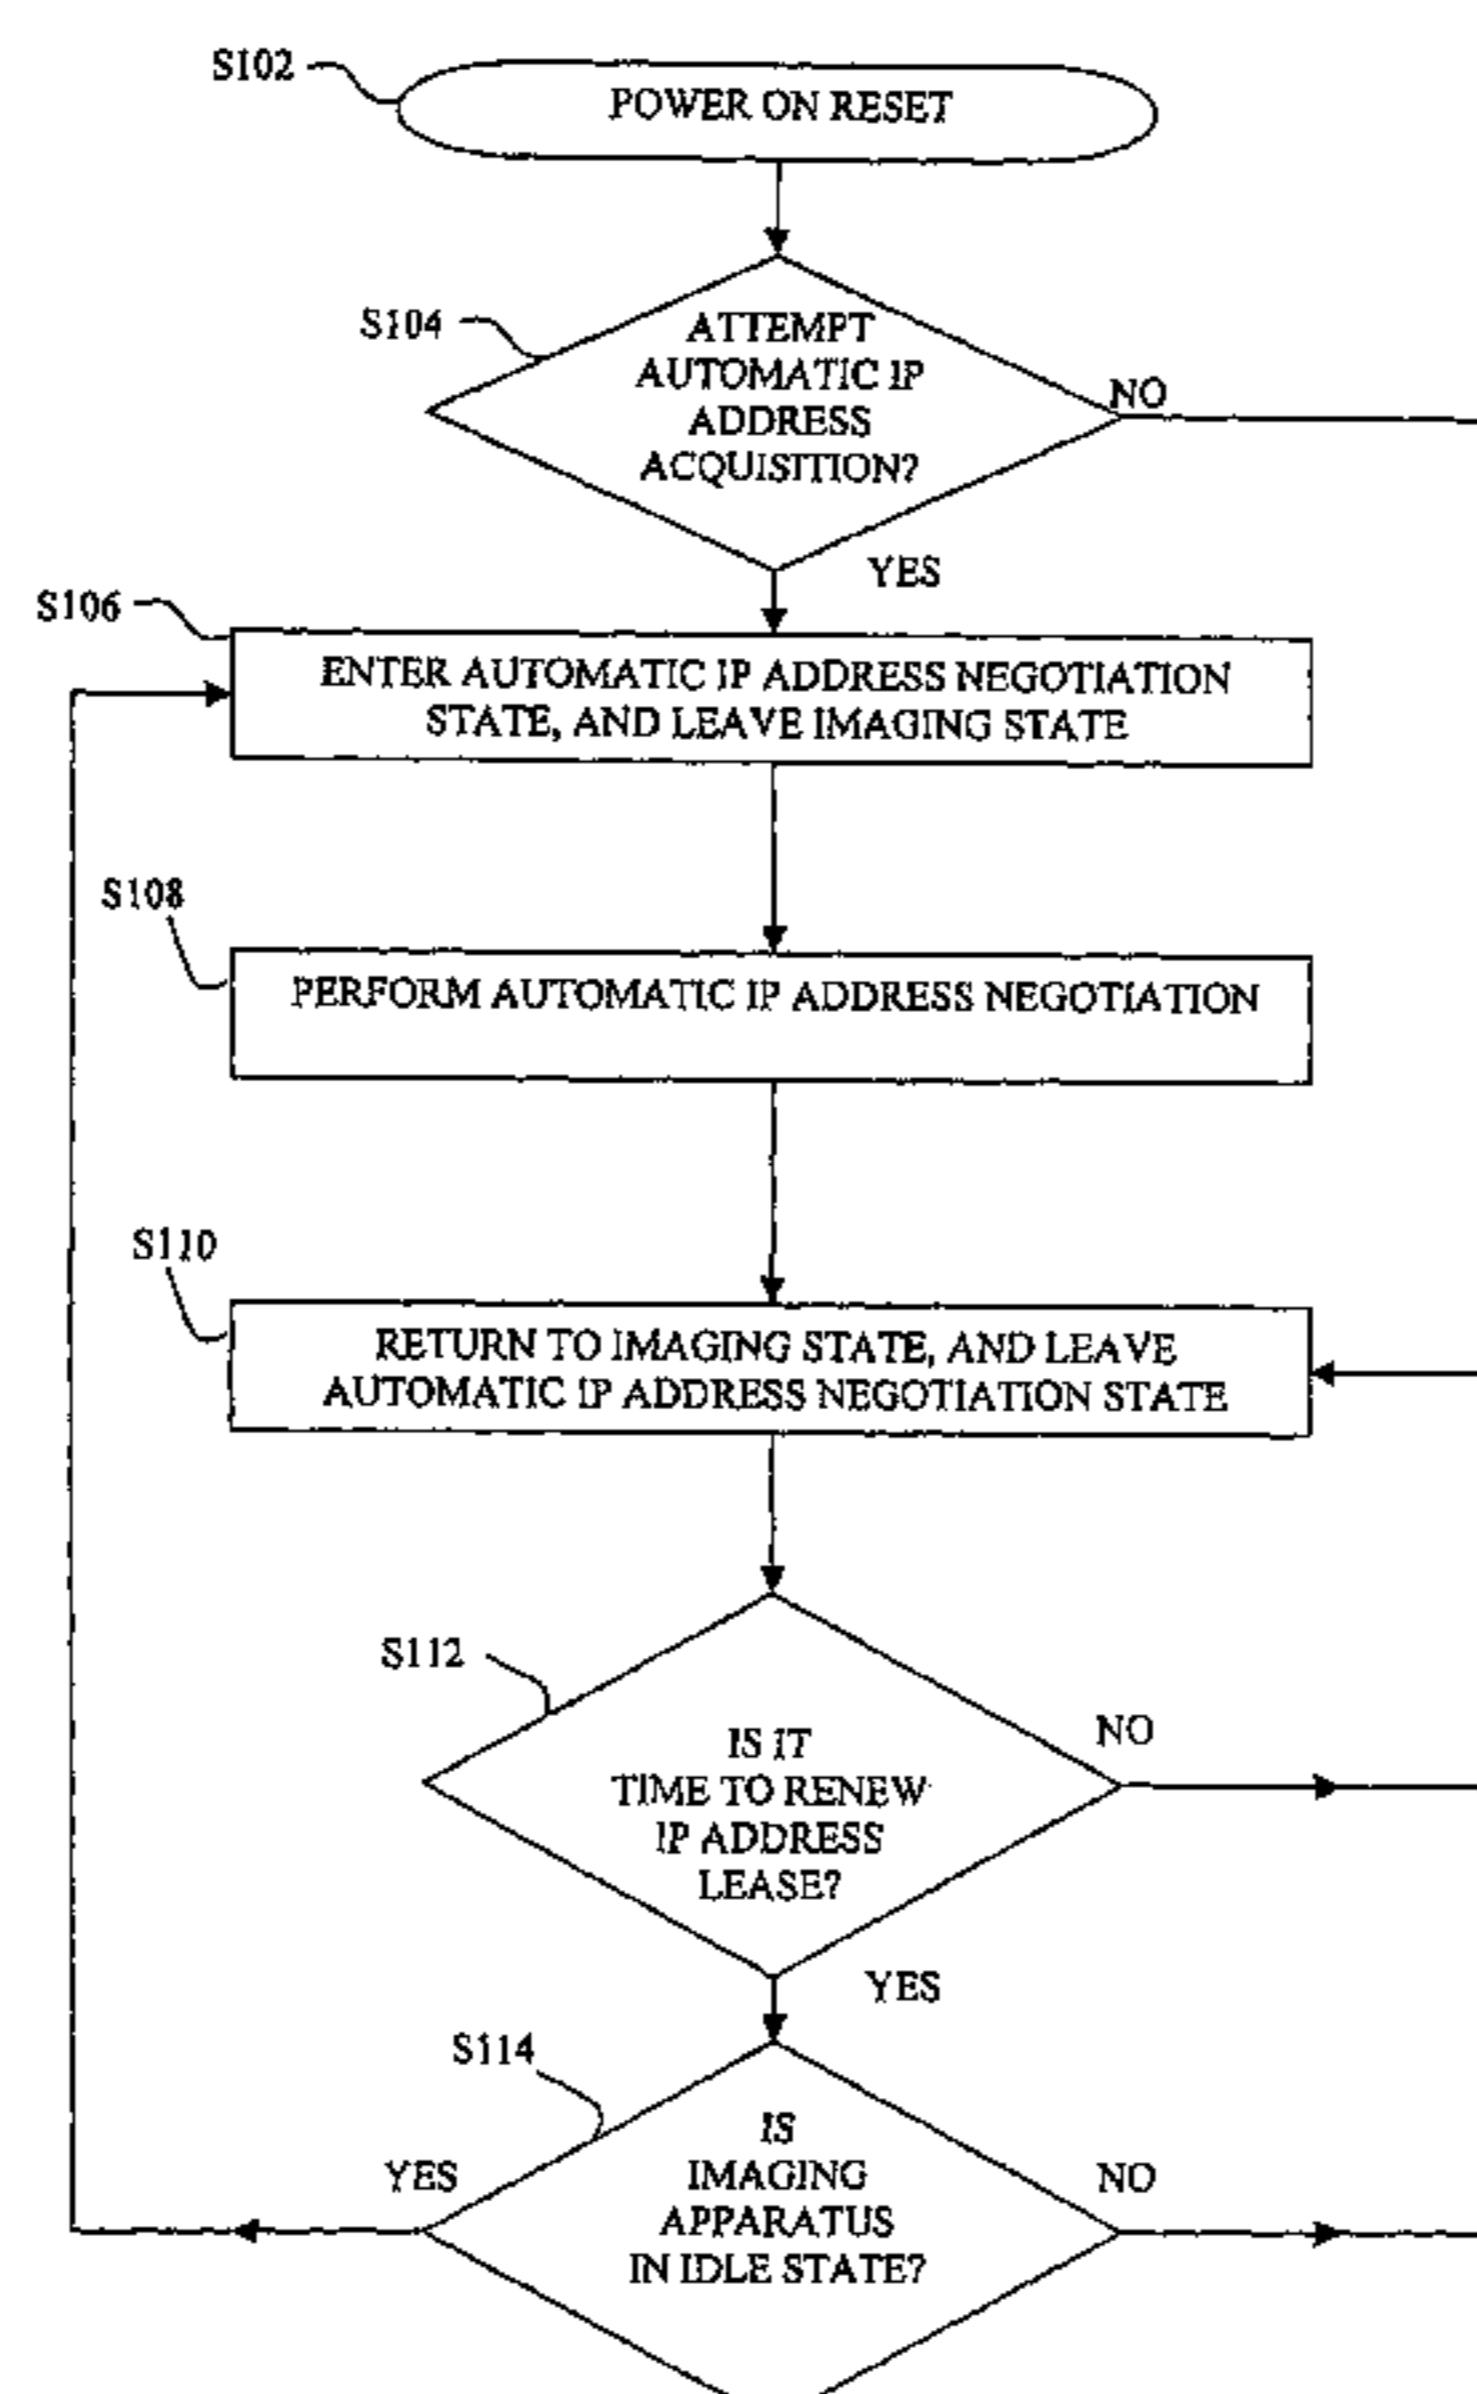 S102
POWER ON RESET
S104
ATTEMPT
AUTOMATIC IP
ADDRESS
ACQUISITION?
NO
YES
S106
ENTER AUTOMATIC IP ADDRESS NEGOTIATION
STATE, AND LEAVE IMAGING STATE
S108
PERFORM AUTOMATIC IP ADDRESS NEGOTIATION
S110
RETURN TO IMAGING STATE, AND LEAVE
AUTOMATIC IP ADDRESS NEGOTIATION STATE
S112
IS IT
TIME TO RENEW
IP ADDRESS
LEASE?
NO
YES
S114
IS
IMAGING
APPARATUS
IN IDLE STATE?
YES
NO